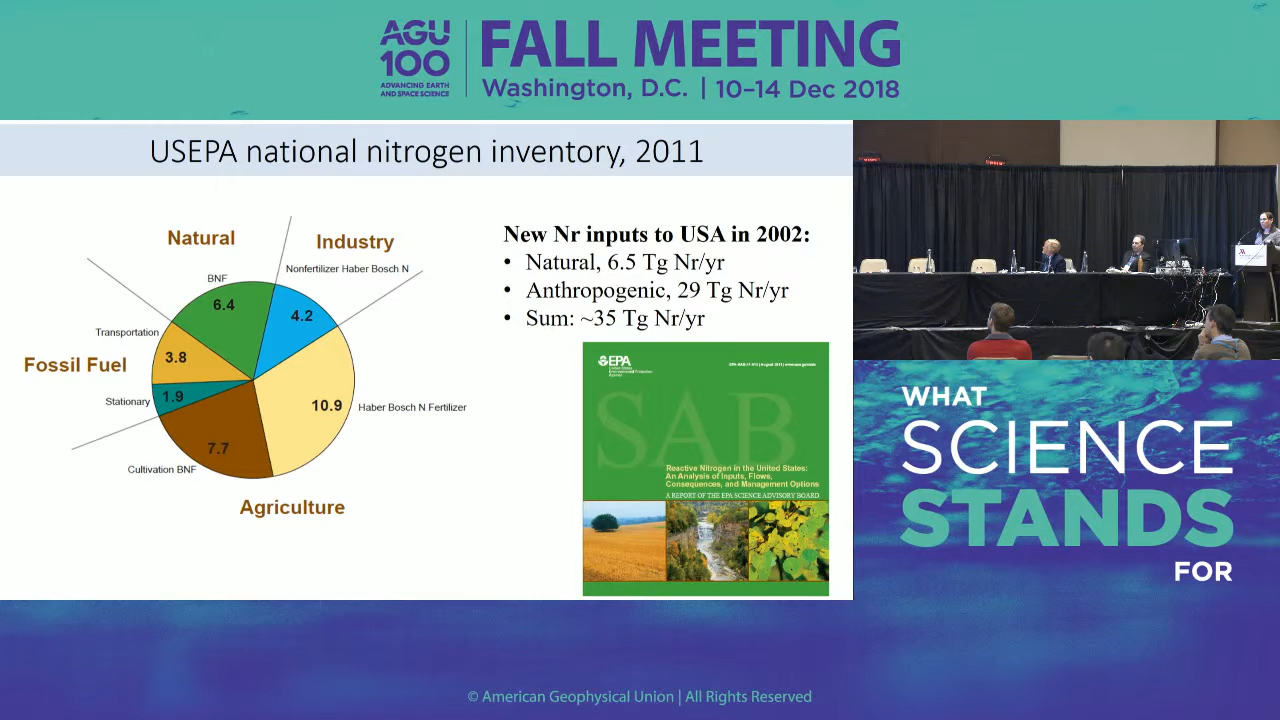 AGU
100
ADVANCING EARTH
AND SPACE SCIENCE
FALL MEETING
Washington, D.C. | 10–14 Dec 2018
USEPA national nitrogen inventory, 2011
Natural
Industry
BNF
Nonfertilizer Haber Bosch N
6.4
4.2
Transportation
3.8
Fossil Fuel
Stationary
1.9
10.9
Haber Bosch N Fertilizer
7.7
Cultivation BNF
Agriculture
New Nr inputs to USA in 2002:
• Natural, 6.5 Tg Nr/yr
• Anthropogenic, 29 Tg Nr/yr
• Sum: ~35 Tg Nr/yr
EPA
United States
Environmental Protection
Agency
SAB
Reactive Nitrogen in the United States:
An Analysis of Inputs, Flows,
Consequences, and Management Options
A REPORT OF THE EPA SCIENCE ADVISORY BOARD
WHAT
SCIENCE
STANDS
FOR
© American Geophysical Union | All Rights Reserved